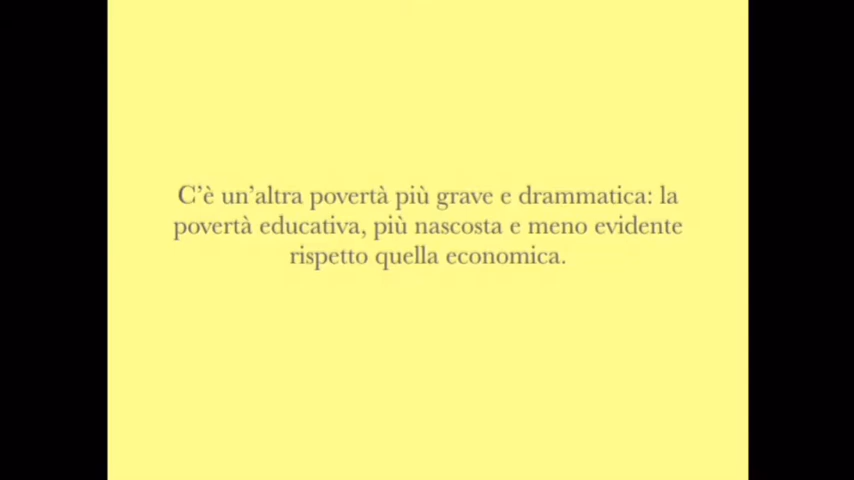 C’è un’altra povertà più grave e drammatica: la
povertà educativa, più nascosta e meno evidente
rispetto quella economica.